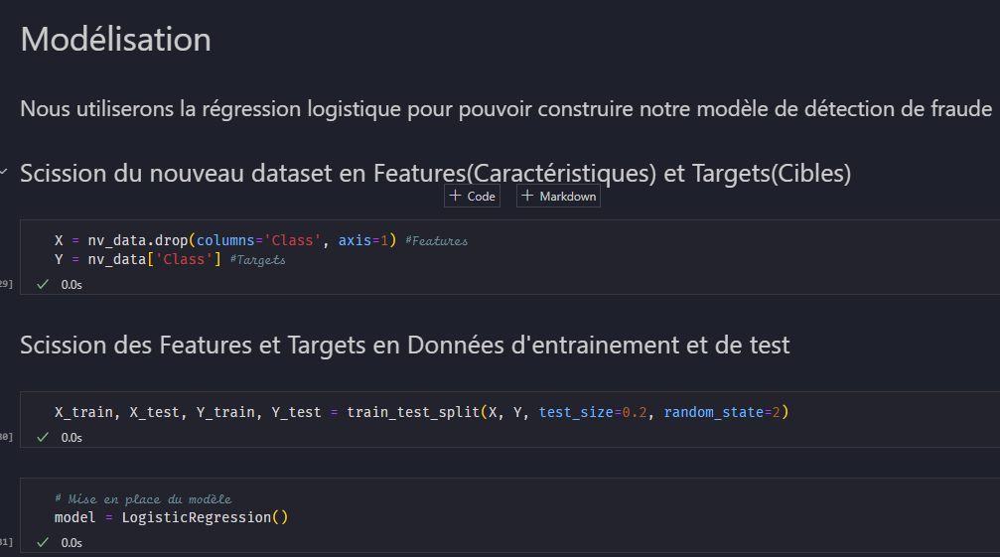 Modélisation
Nous utiliserons la régression logistique pour pouvoir construire notre modèle de détection de fraude
Scission du nouveau dataset en Features(Caractéristiques) et Targets(Cibles)
+ Code + Markdown
X = nv_data.drop(columns='Class', axis=1) #Features
Y = nv_data['Class'] #Targets
29] 0.0s
Scission des Features et Targets en Données d'entrainement et de test
X_train, X_test, Y_train, Y_test = train_test_split(X, Y, test_size=0.2, random_state=2)
30] 0.0s
# Mise en place du modèle
model = LogisticRegression()
31] 0.0s